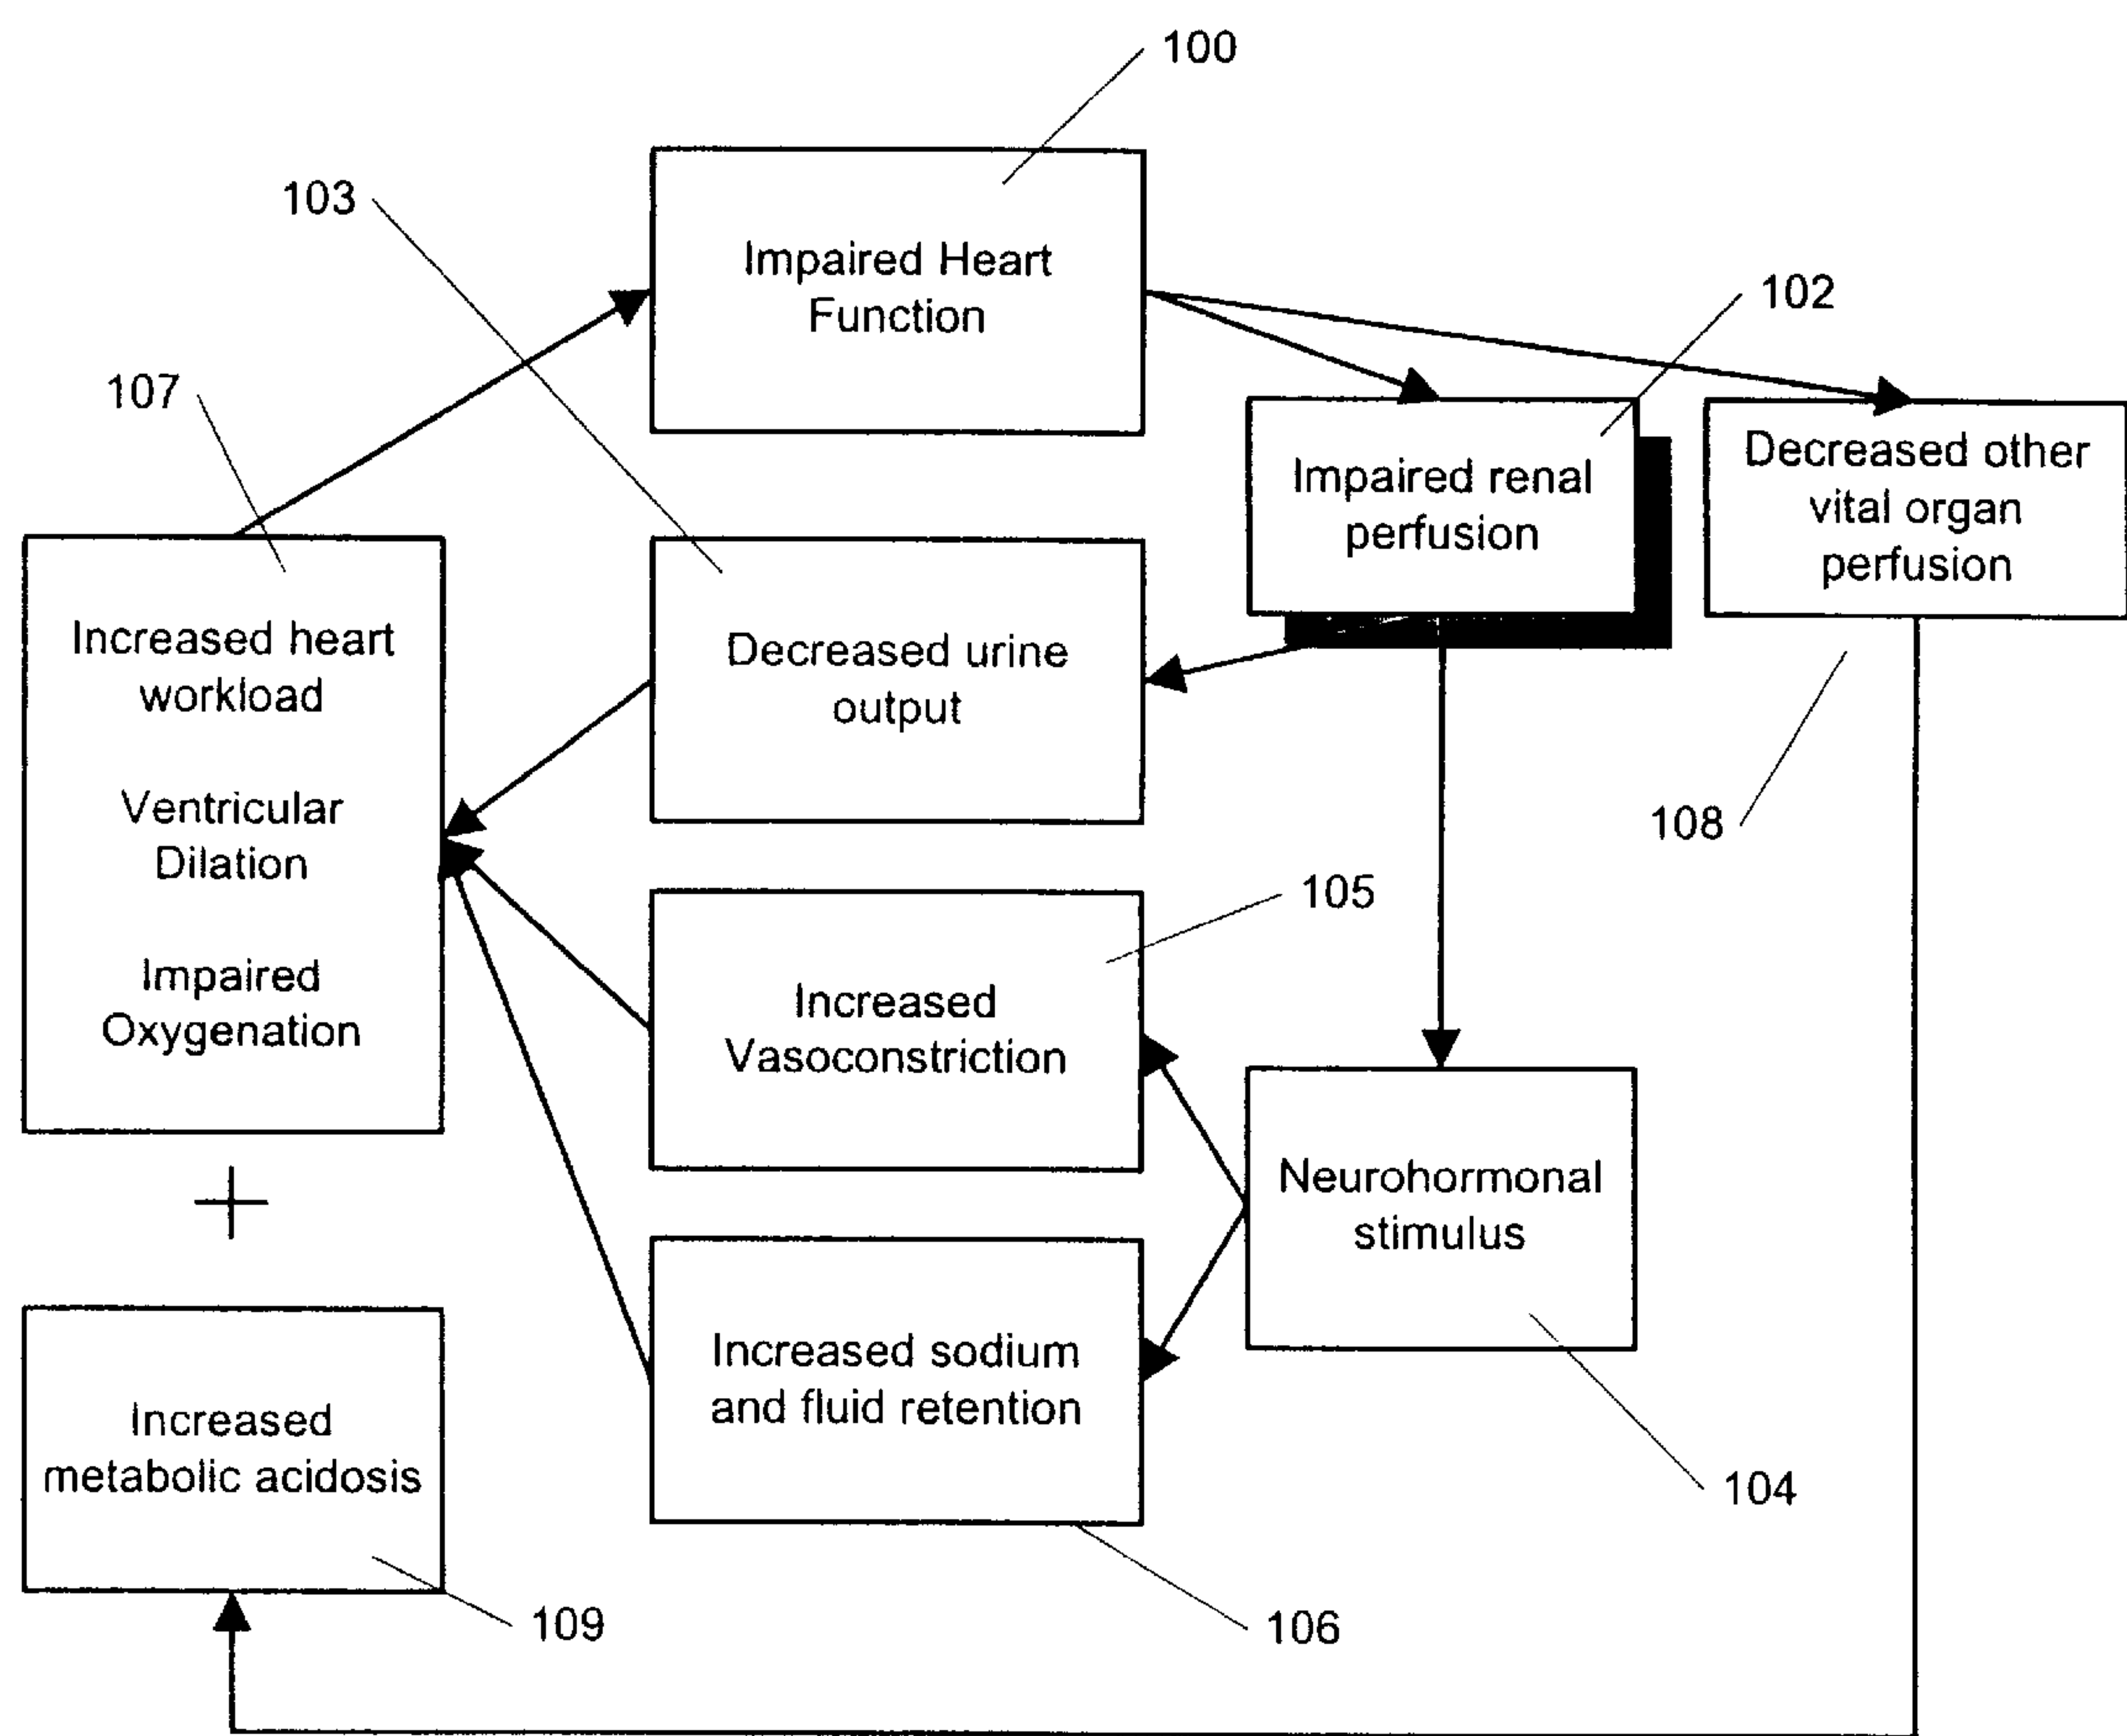 100
103
Impaired Heart
Function
102
107
Impaired renal
perfusion
Decreased other
vital organ
perfusion
Increased heart
workload
Ventricular
Dilation
Impaired
Oxygenation
Decreased urine
output
108
105
Increased
Vasoconstriction
Neurohormonal
stimulus
Increased sodium
and fluid retention
Increased
metabolic acidosis
104
109
106